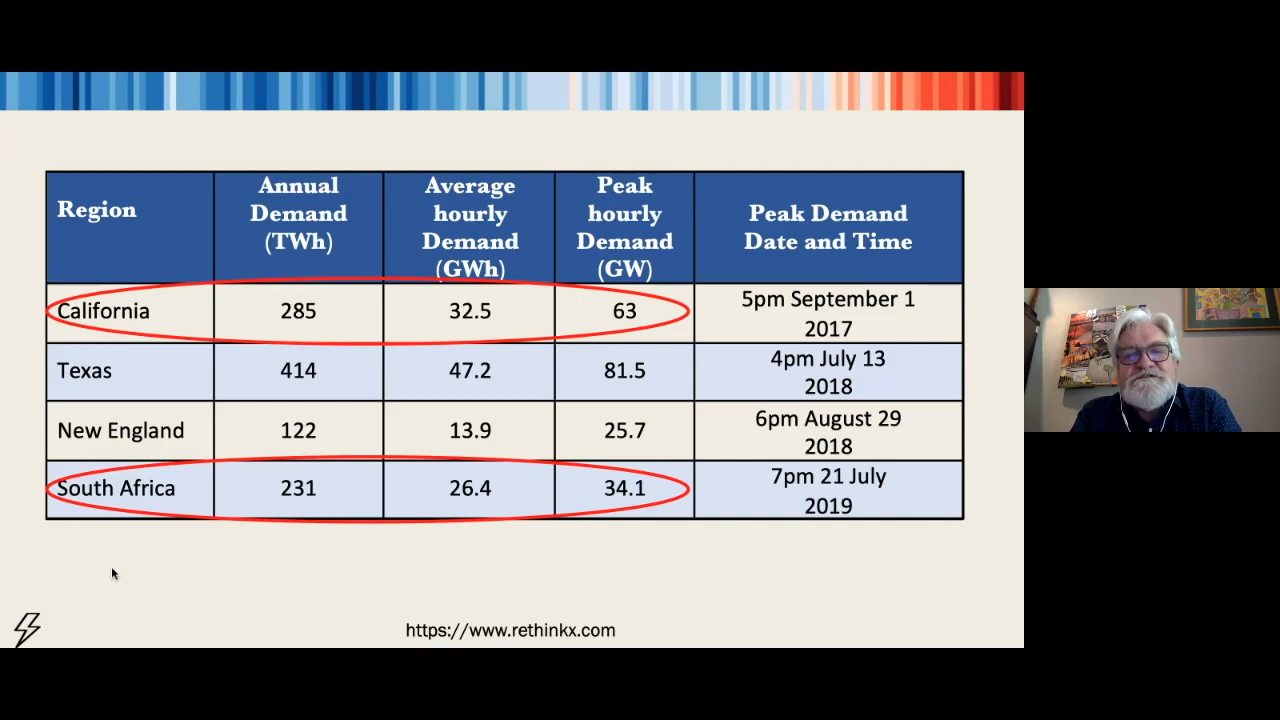 Region
Annual
Demand
(TWh)
Average
hourly
Demand
(GWh)
Peak
hourly
Demand
(GW)
Peak Demand
Date and Time
California
285
32.5
63
5pm September 1
2017
Texas
414
47.2
81.5
4pm July 13
2018
New England
122
13.9
25.7
6pm August 29
2018
South Africa
231
26.4
34.1
7pm 21 July
2019
https://www.rethinkx.com